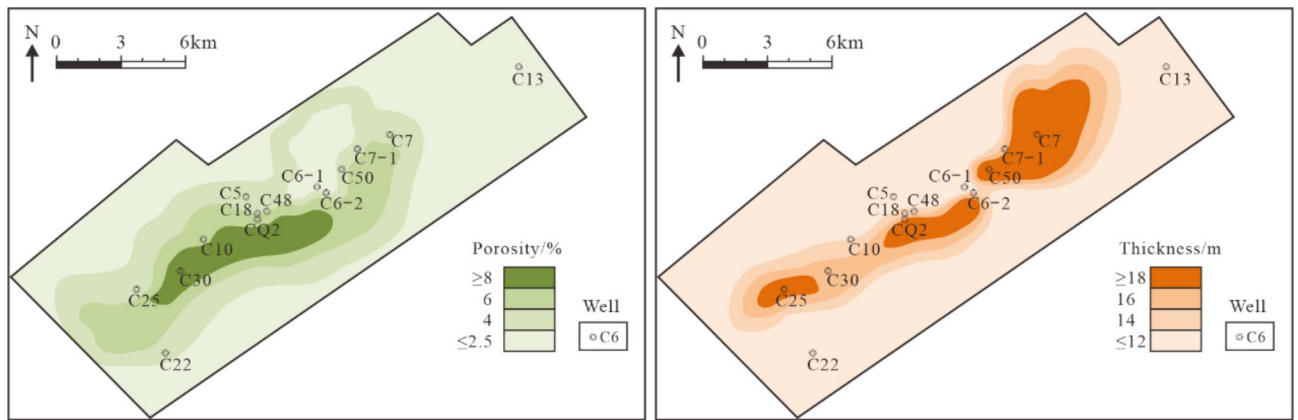 N
0 3 6km
C13
C7
C7-1
C50
C6-1
C6-2
C5
C48
C18
CQ2
C10
C30
C25
C22
Porosity/%
≥8
6
4
≤2.5
Well
C6
N
0 3 6km
C13
C7
C7-1
C50
C6-1
C6-2
C5
C48
C18
CQ2
C10
C30
C25
C22
Thickness/m
≥18
16
14
≤12
Well
C6